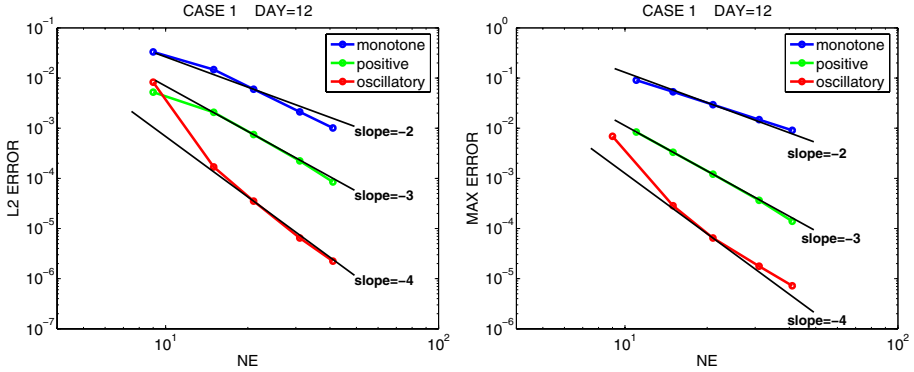 CASE 1 DAY=12
10^-1
10^-2
10^-3
10^-4
10^-5
10^-6
10^-7
L2 ERROR
monotone
positive
oscillatory
slope=-2
slope=-3
slope=-4
10^1
10^2
NE
CASE 1 DAY=12
10^0
10^-1
10^-2
10^-3
10^-4
10^-5
10^-6
MAX ERROR
monotone
positive
oscillatory
slope=-2
slope=-3
slope=-4
10^1
10^2
NE